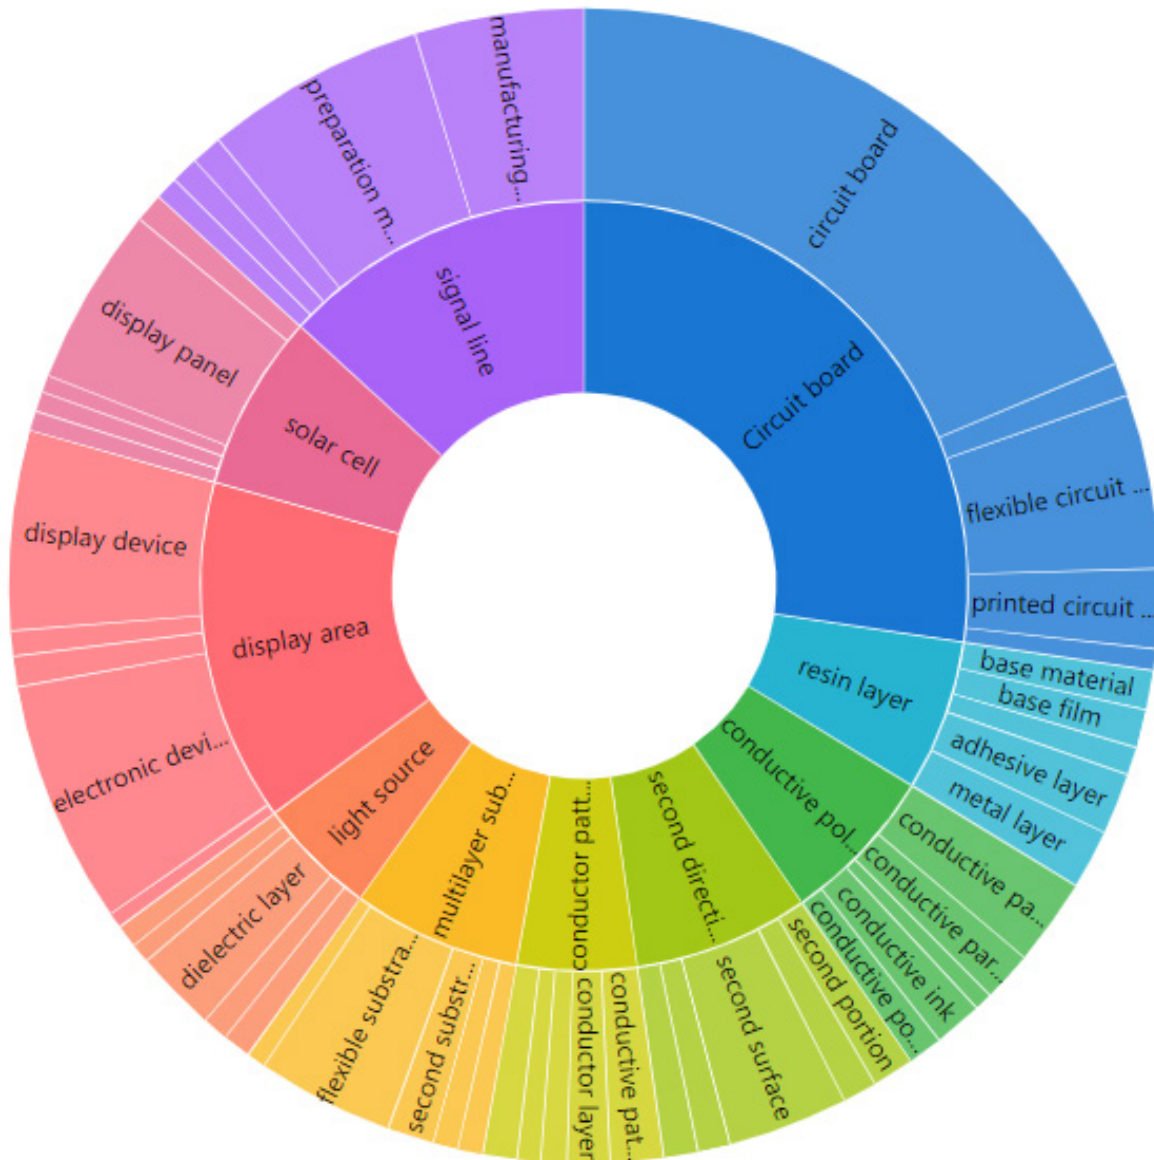 circuit board
Circuit board
flexible circuit ...
printed circuit ...
resin layer
base material
base film
adhesive layer
metal layer
conductive pol...
conductive pa...
conductive par...
conductive ink
conductive po...
second directi...
second portion
second surface
conductor patt...
conductive pat...
conductor layer
multilayer sub...
second substr...
flexible substra...
light source
dielectric layer
display area
electronic devi...
display device
solar cell
display panel
signal line
preparation m...
manufacturing...